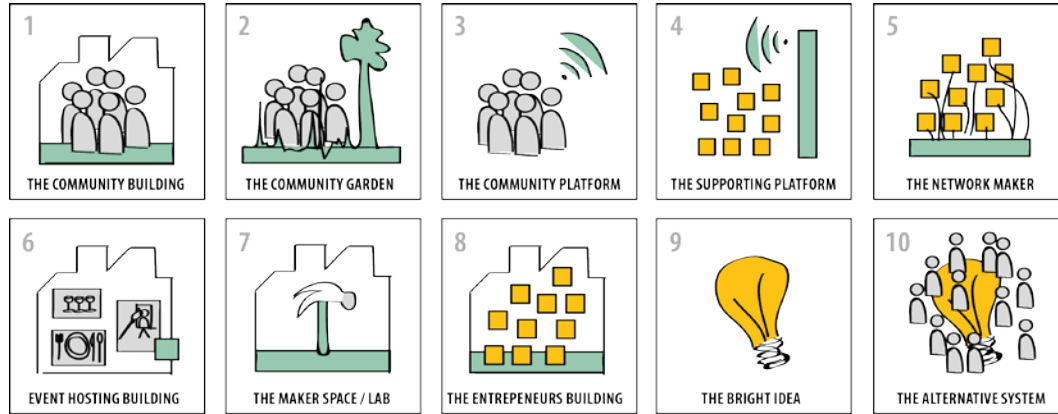 1
THE COMMUNITY BUILDING
2
THE COMMUNITY GARDEN
3
THE COMMUNITY PLATFORM
4
THE SUPPORTING PLATFORM
5
THE NETWORK MAKER
6
EVENT HOSTING BUILDING
7
THE MAKER SPACE / LAB
8
THE ENTREPENEURS BUILDING
9
THE BRIGHT IDEA
10
THE ALTERNATIVE SYSTEM